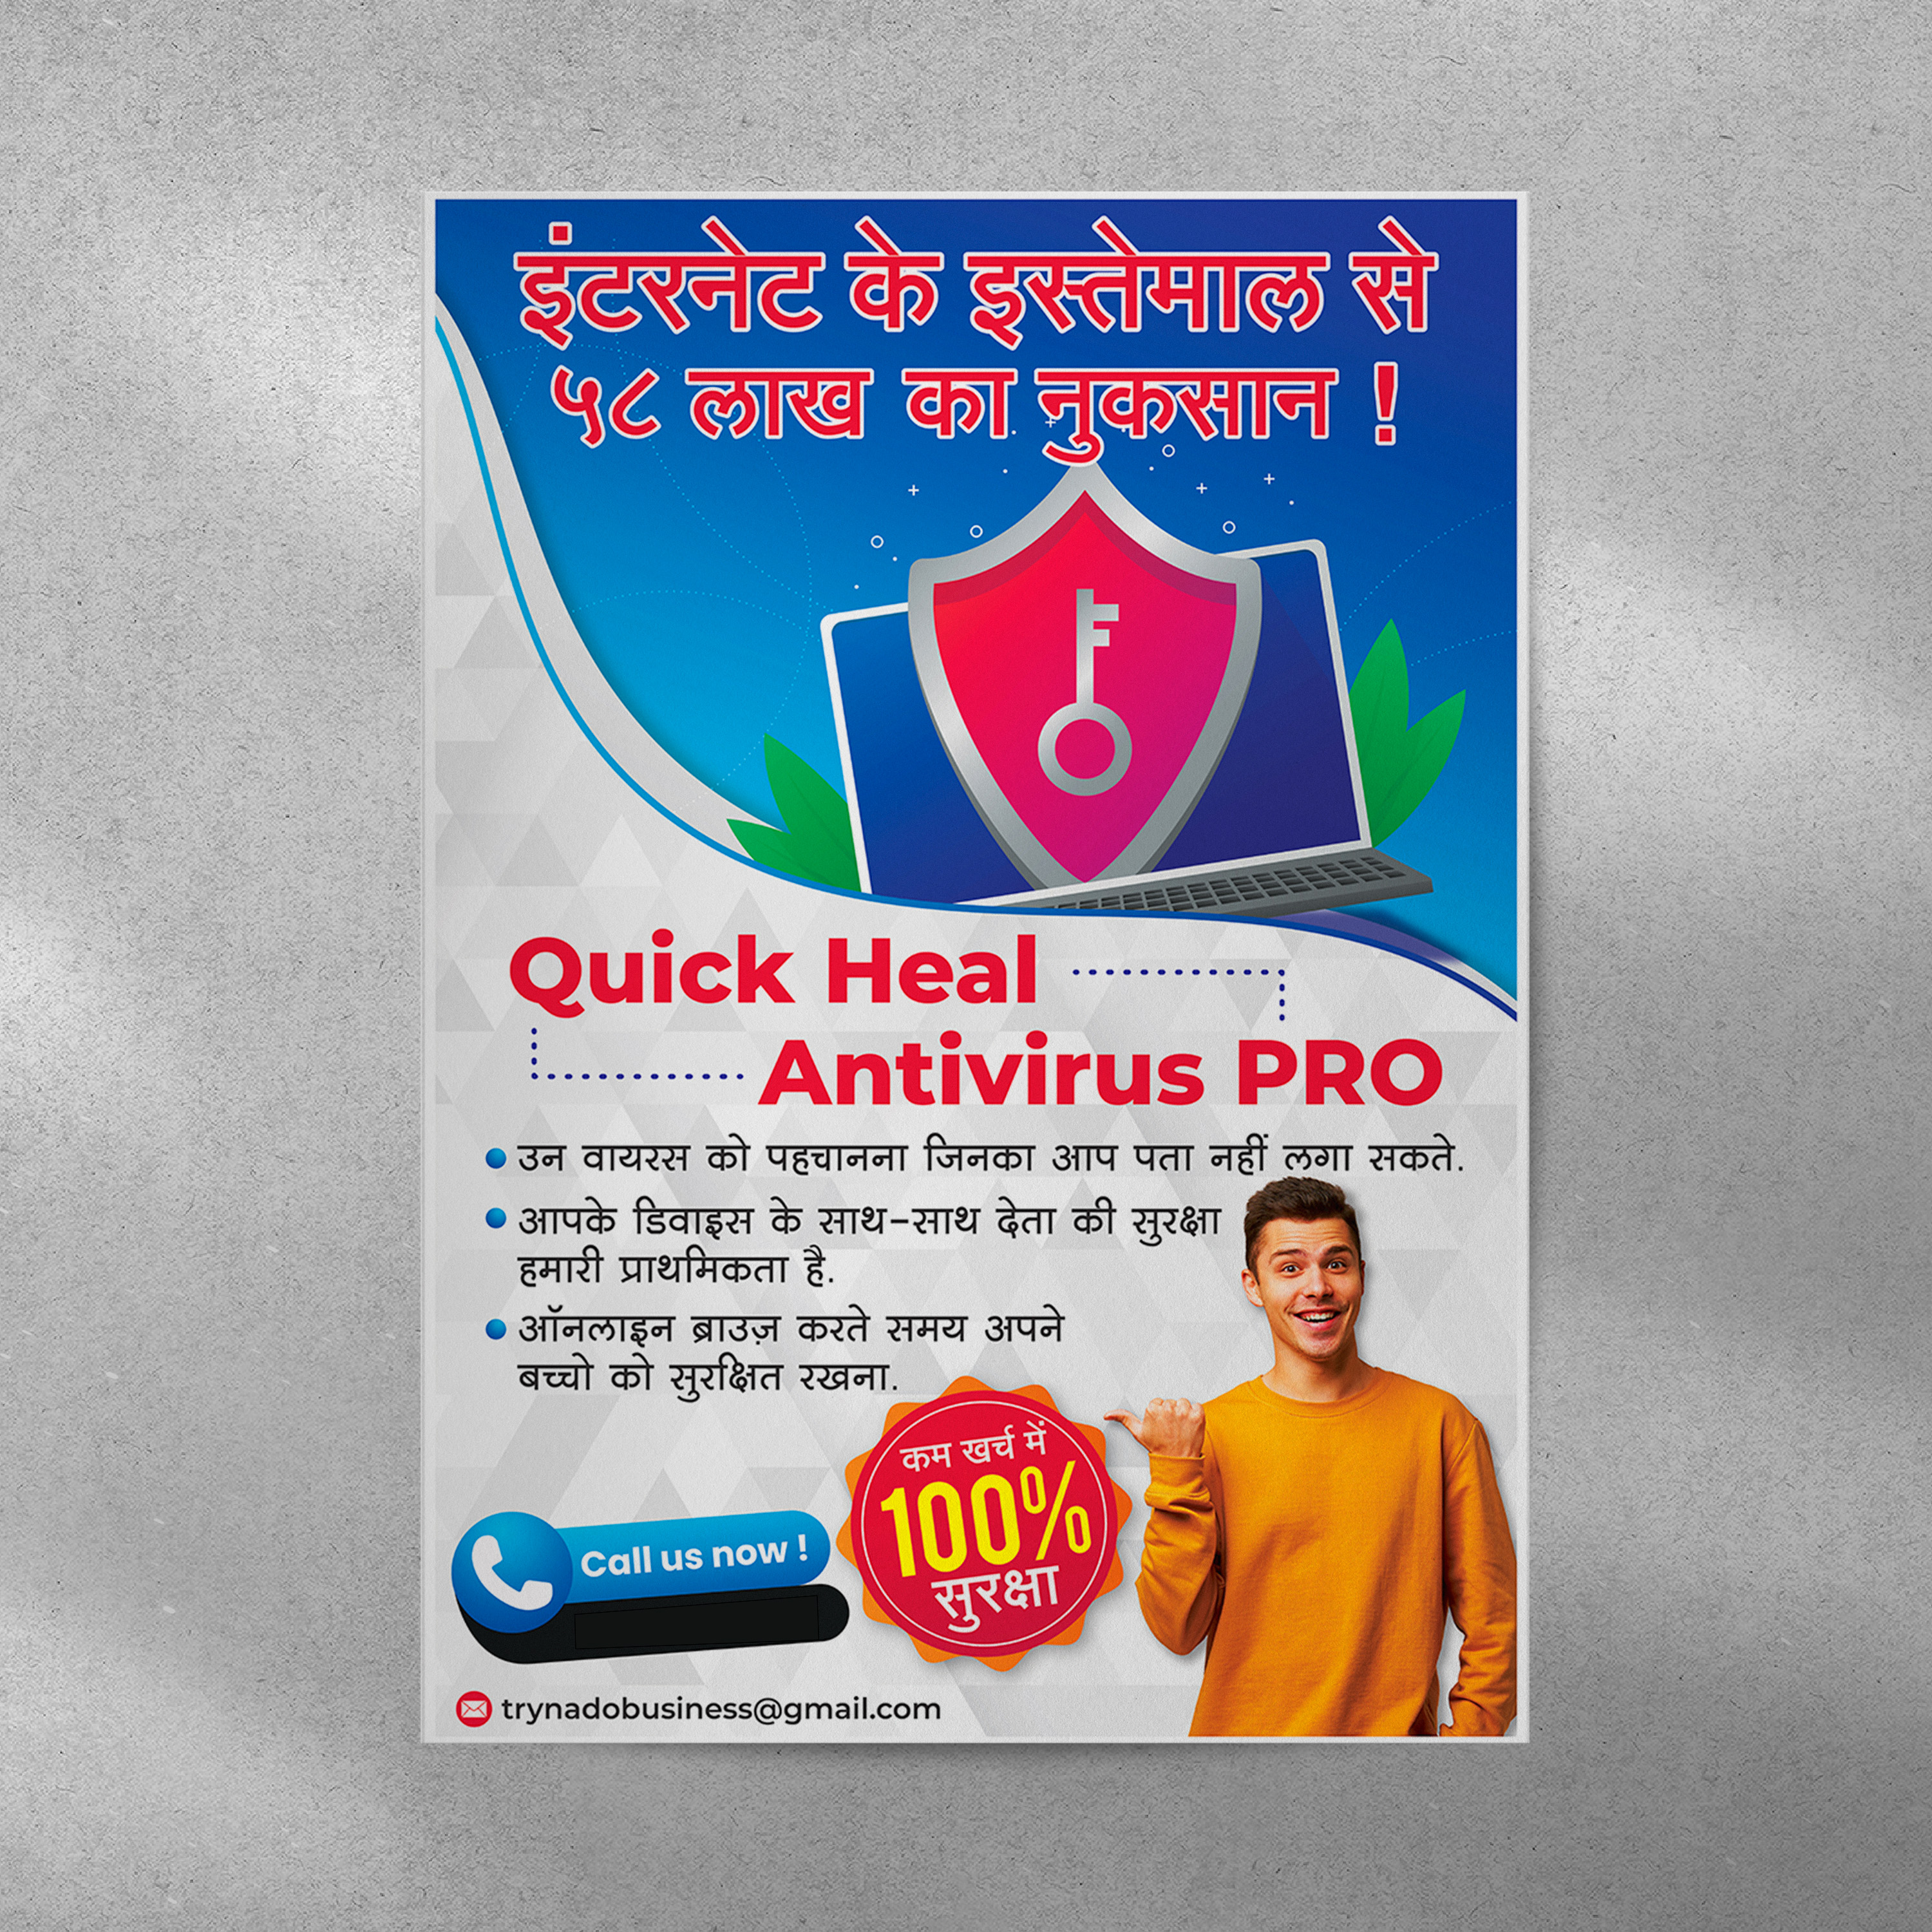 इंटरनेट के इस्तेमाल से
५८ लाख का नुकसान !
Quick Heal
Antivirus PRO
उन वायरस को पहचानना जिनका आप पता नहीं लगा सकते.
आपके डिवाइस के साथ-साथ देता की सुरक्षा
हमारी प्राथमिकता है.
ऑनलाइन ब्राउज़ करते समय अपने
बच्चो को सुरक्षित रखना.
कम खर्च में
100%
सुरक्षा
Call us now !
trynadobusiness@gmail.com